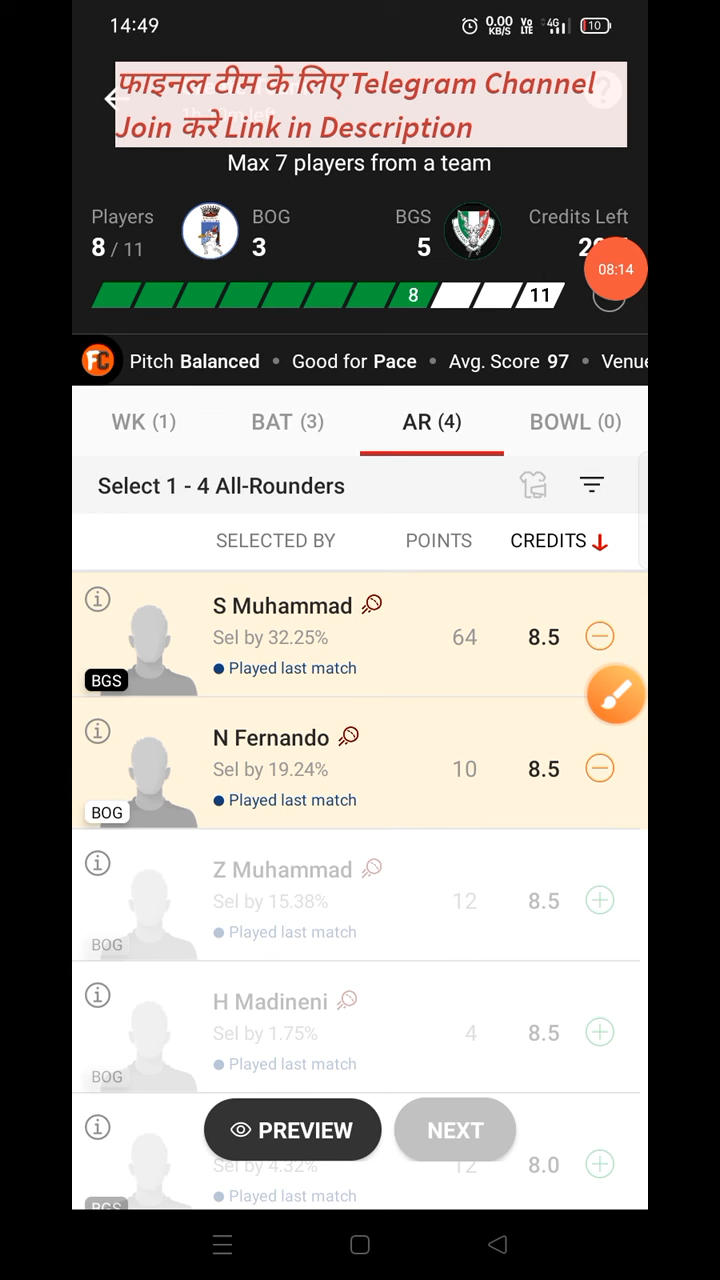 14:49
0.00 KB/S
Vo LTE
4G
10
फाइनल टीम के लिए Telegram Channel
Join करे Link in Description
Max 7 players from a team
Players
8 / 11
BOG
3
BGS
5
Credits Left
08:14
8
11
FC
Pitch Balanced • Good for Pace • Avg. Score 97 • Venue
WK (1)
BAT (3)
AR (4)
BOWL (0)
Select 1 - 4 All-Rounders
SELECTED BY
POINTS
CREDITS
S Muhammad
Sel by 32.25%
64
8.5
Played last match
BGS
N Fernando
Sel by 19.24%
10
8.5
Played last match
BOG
Z Muhammad
Sel by 15.38%
12
8.5
Played last match
BOG
H Madineni
Sel by 1.75%
4
8.5
Played last match
BOG
PREVIEW
NEXT
Sel by 4.32%
12
8.0
Played last match
BGS